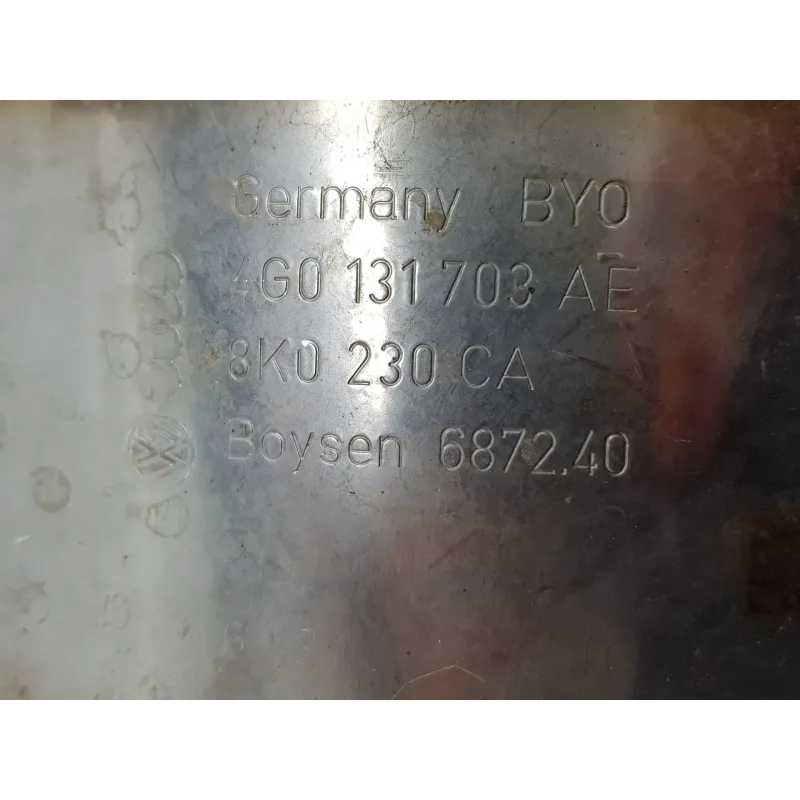 Germany BYO
4G0 131 703 AE
8K0 230 CA
Boysen 6872.40